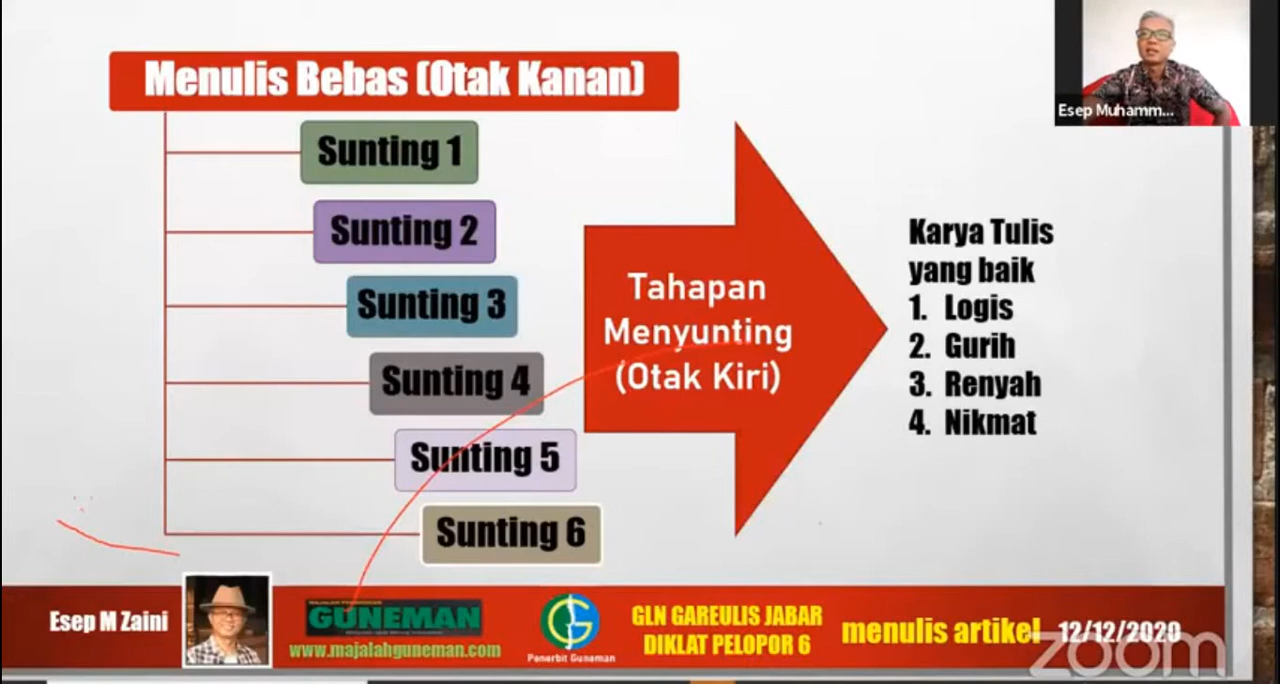 Menulis Bebas (Otak Kanan)
Esep Muhamm...
Sunting 1
Sunting 2
Sunting 3
Sunting 4
Sunting 5
Sunting 6
Tahapan
Menyunting
(Otak Kiri)
Karya Tulis
yang baik
1. Logis
2. Gurih
3. Renyah
4. Nikmat
Esep M Zaini
GUNEMAN
www.majalahguneman.com
Penerbit Guneman
GLN GAREULIS JABAR
DIKLAT PELOPOR 6
menulis artikel
12/12/2020
zoom